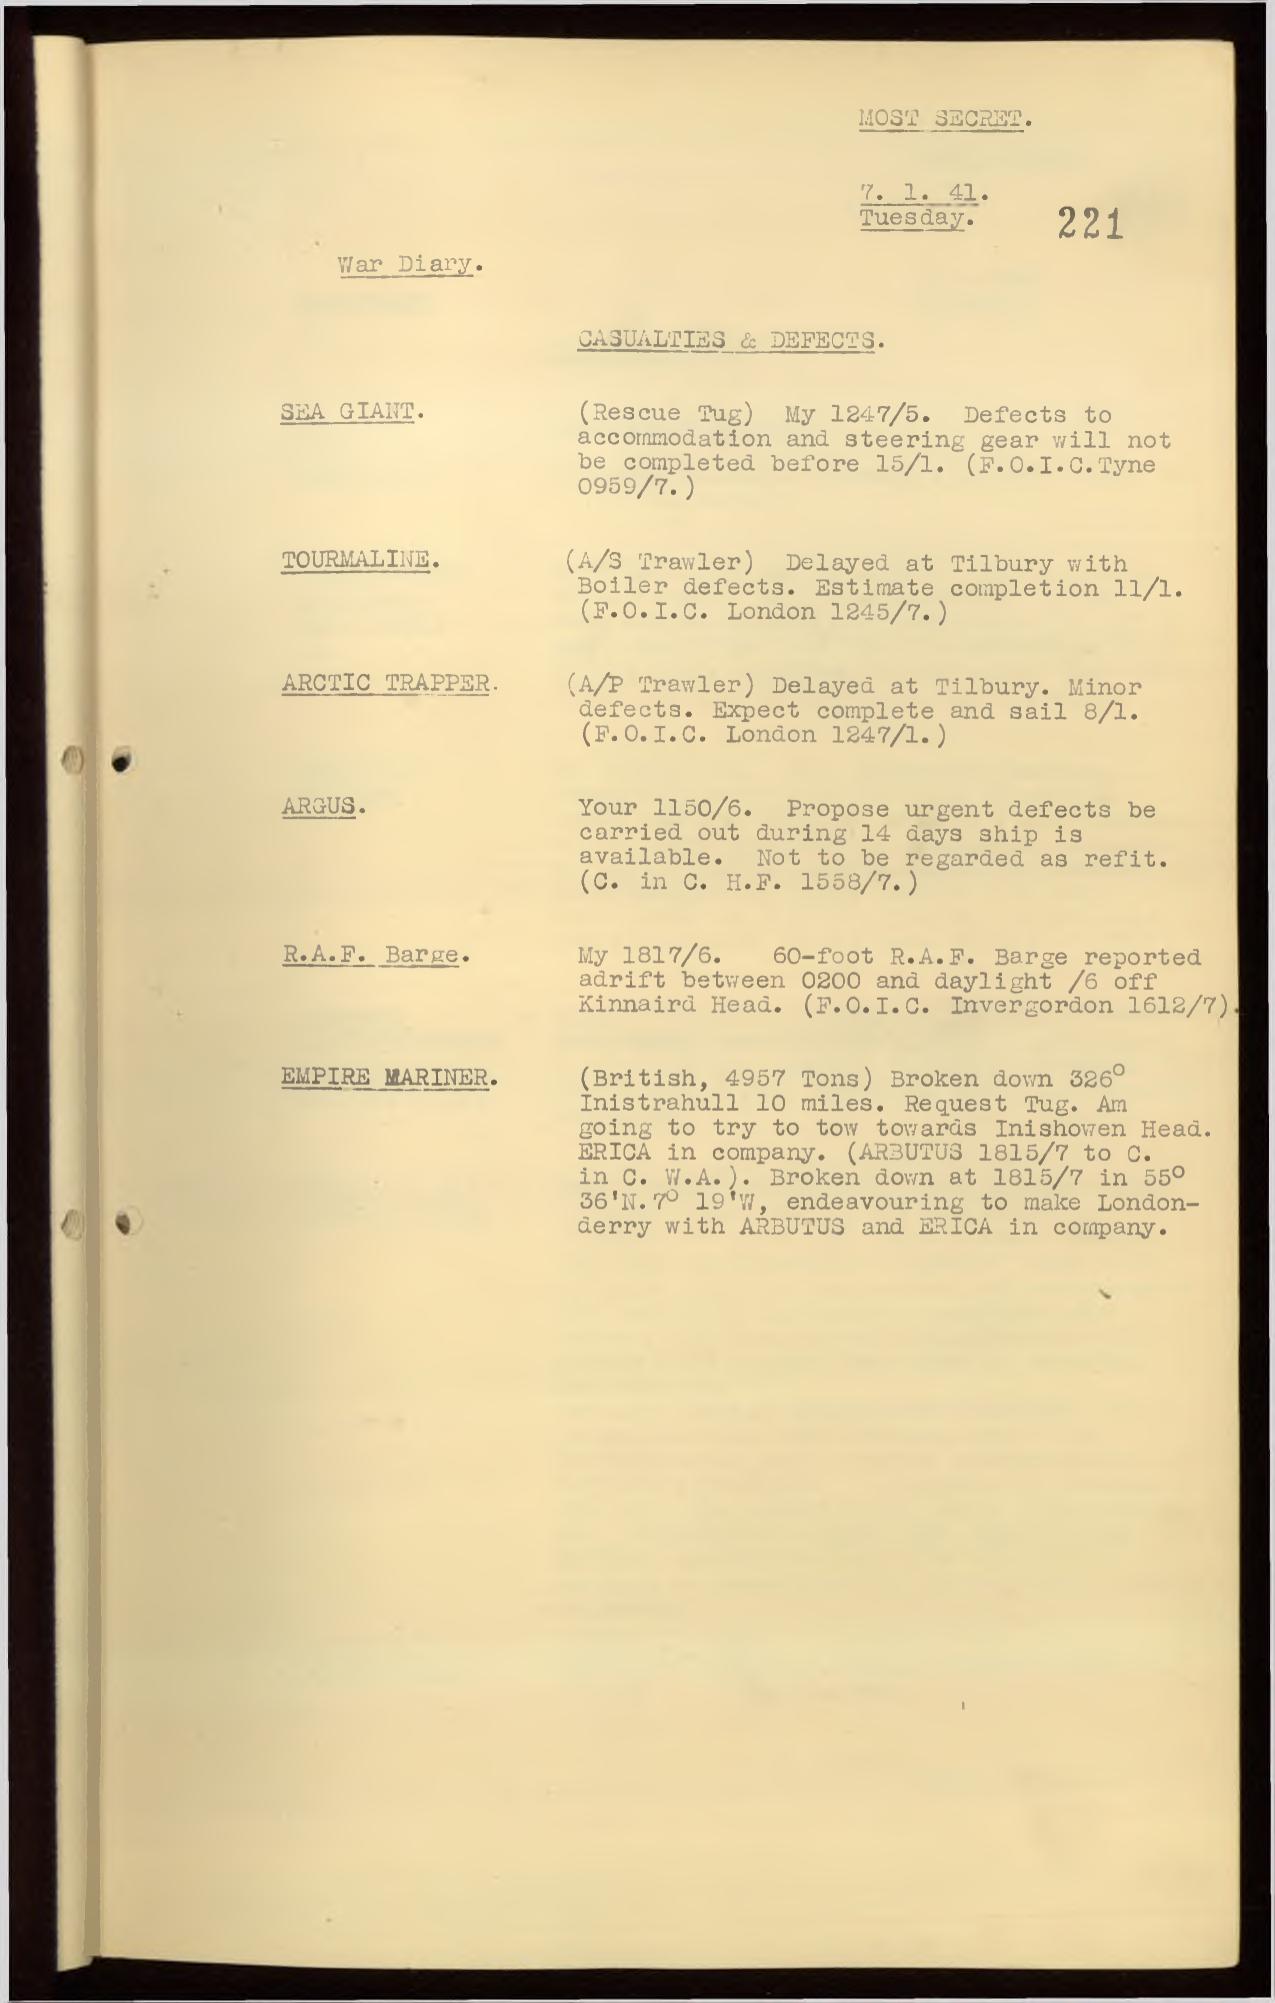 MOST SECRET.
7. 1. 41.
Tuesday.
221
War Diary.
CASUALTIES & DEFECTS.
SEA GIANT.
(Rescue Tug) My 1247/5. Defects to
accommodation and steering gear will not
be completed before 15/1. (F.O.I.C.Tyne
0959/7.)
TOURMALINE.
(A/S Trawler) Delayed at Tilbury with
Boiler defects. Estimate completion 11/1.
(F.O.I.C. London 1245/7.)
ARCTIC TRAPPER.
(A/P Trawler) Delayed at Tilbury. Minor
defects. Expect complete and sail 8/1.
(F.O.I.C. London 1247/1.)
ARGUS.
Your 1150/6. Propose urgent defects be
carried out during 14 days ship is
available. Not to be regarded as refit.
(C. in C. H.F. 1558/7.)
R.A.F. Barge.
My 1817/6. 60-foot R.A.F. Barge reported
adrift between 0200 and daylight /6 off
Kinnaird Head. (F.O.I.C. Invergordon 1612/7).
EMPIRE MARINER.
(British, 4957 Tons) Broken down 326°
Inistrahull 10 miles. Request Tug. Am
going to try to tow towards Inishowen Head.
ERICA in company. (ARBUTUS 1815/7 to C.
in C. W.A.). Broken down at 1815/7 in 55°
36'N.7° 19'W, endeavouring to make London-
derry with ARBUTUS and ERICA in company.